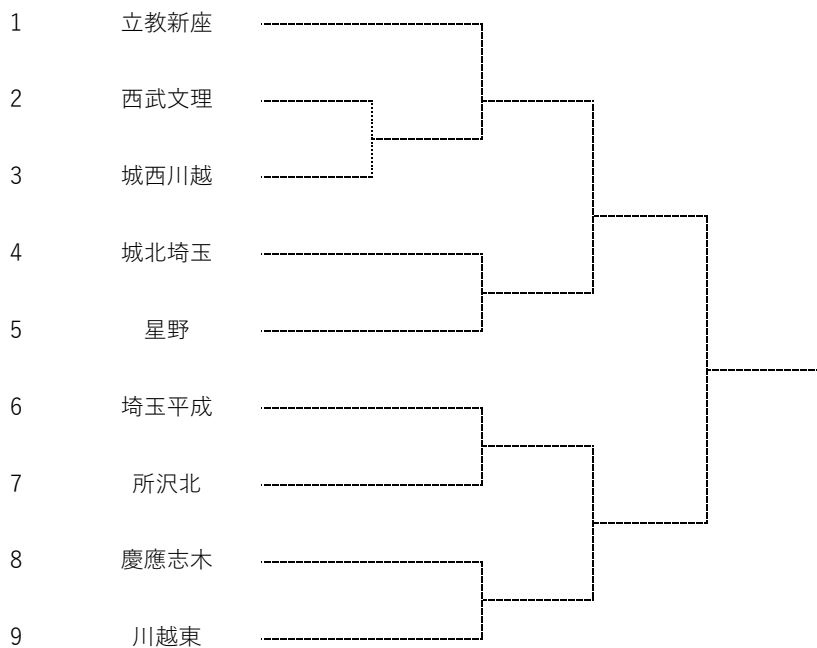 1 立教新座
2 西武文理
3 城西川越
4 城北埼玉
5 星野
6 埼玉平成
7 所沢北
8 慶應志木
9 川越東